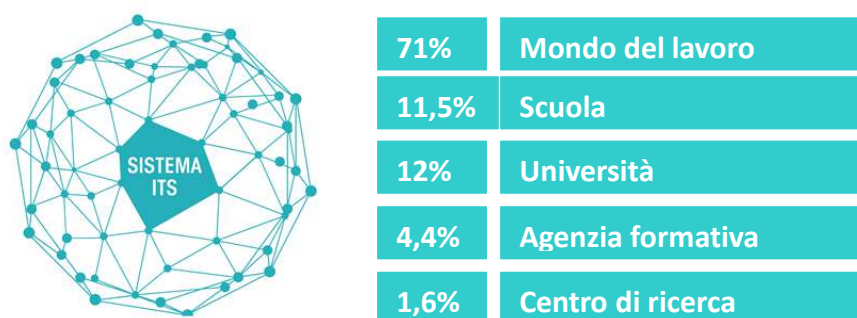 SISTEMA
ITS
71% Mondo del lavoro
11,5% Scuola
12% Università
4,4% Agenzia formativa
1,6% Centro di ricerca